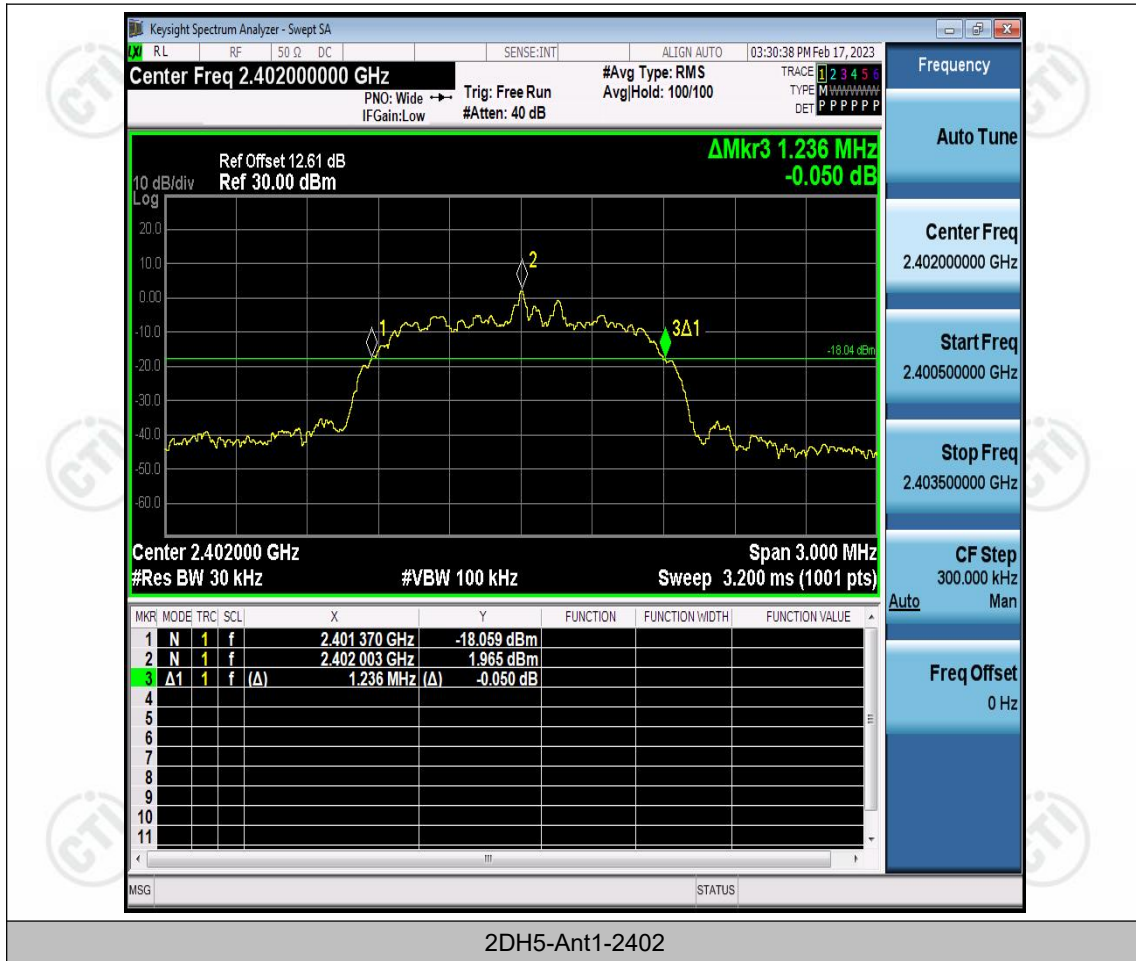 Keysight Spectrum Analyzer - Swept SA
LXI RL RF 50 Ω DC SENSE:INT ALIGN AUTO 03:30:38 PM Feb 17, 2023
Center Freq 2.402000000 GHz
PNO: Wide
IFGain:Low
Trig: Free Run
#Atten: 40 dB
#Avg Type: RMS
Avg|Hold: 100/100
TRACE 1 2 3 4 5 6
TYPE M WWWWW
DET P P P P P P
ΔMkr3 1.236 MHz
-0.050 dB
Ref Offset 12.61 dB
10 dB/div Ref 30.00 dBm
Log
20.0
10.0
0.00
-10.0
-20.0
-30.0
-40.0
-50.0
-60.0
1
2
3Δ1
-18.04 dBm
Center 2.402000 GHz Span 3.000 MHz
#Res BW 30 kHz #VBW 100 kHz Sweep 3.200 ms (1001 pts)
MKR MODE TRC SCL X Y FUNCTION FUNCTION WIDTH FUNCTION VALUE
1 N 1 f 2.401 370 GHz -18.059 dBm
2 N 1 f 2.402 003 GHz 1.965 dBm
3 Δ1 1 f (Δ) 1.236 MHz (Δ) -0.050 dB
4
5
6
7
8
9
10
11
MSG STATUS
Frequency
Auto Tune
Center Freq
2.402000000 GHz
Start Freq
2.400500000 GHz
Stop Freq
2.403500000 GHz
CF Step
300.000 kHz
Auto Man
Freq Offset
0 Hz
CTI
CTI
CTI
CTI
CTI
CTI
2DH5-Ant1-2402